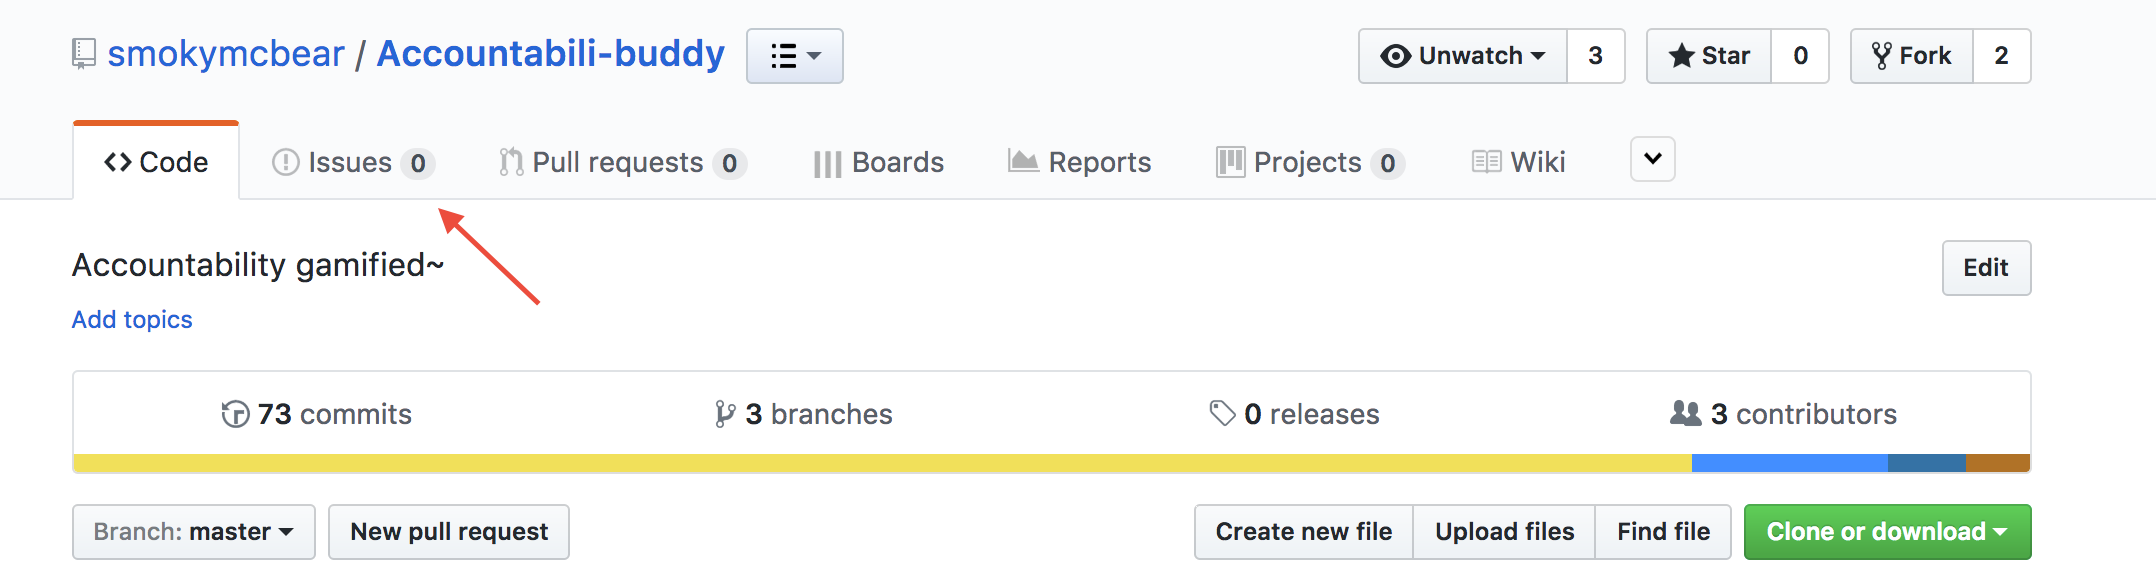 smokymcbear / Accountabili-buddy Unwatch 3 Star 0 Fork 2
Code Issues 0 Pull requests 0 Boards Reports Projects 0 Wiki
Accountability gamified~ Edit
Add topics
73 commits 3 branches 0 releases 3 contributors
Branch: master New pull request Create new file Upload files Find file Clone or download